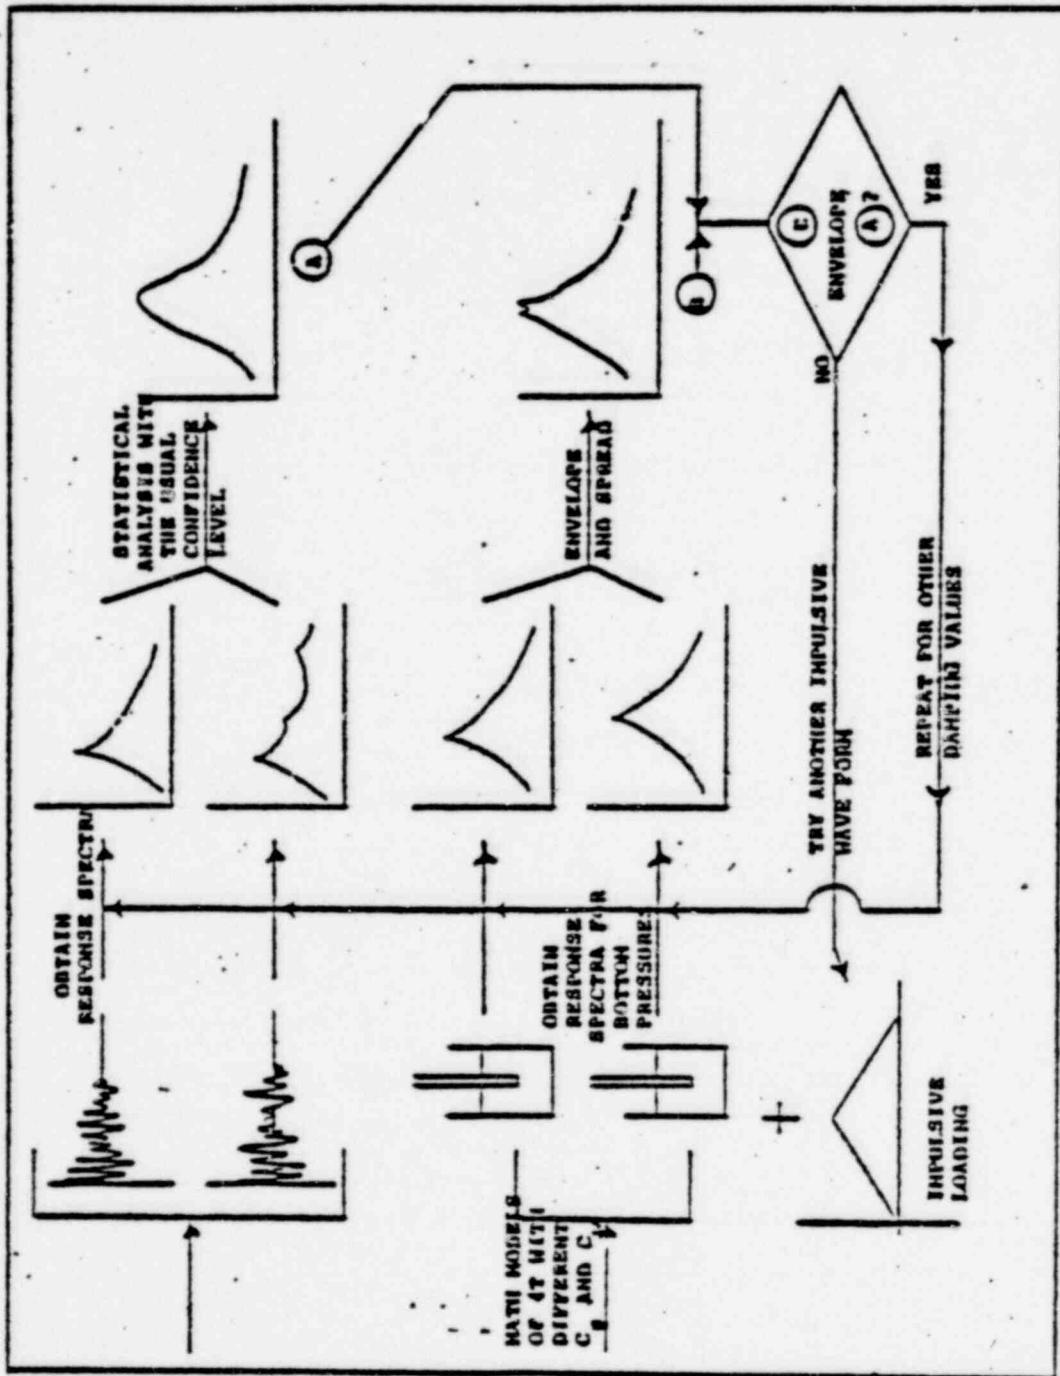 OBTAIN
RESPONSE SPECTRA
STATISTICAL
ANALYSIS WITH
THE USUAL
CONFIDENCE
LEVEL
A
MATH MODELS
OF 4T WITH
DIFFERENT
AND C
OBTAIN
RESPONSE
SPECTRA FOR
BOTTOM
PRESSURES
ENVELOPE
AND SPREAD
+
IMPULSIVE
LOADING
TRY ANOTHER IMPULSIVE
WAVE FORM
NO
ENVELOPE
A ?
YES
REPEAT FOR OTHER
VALUES